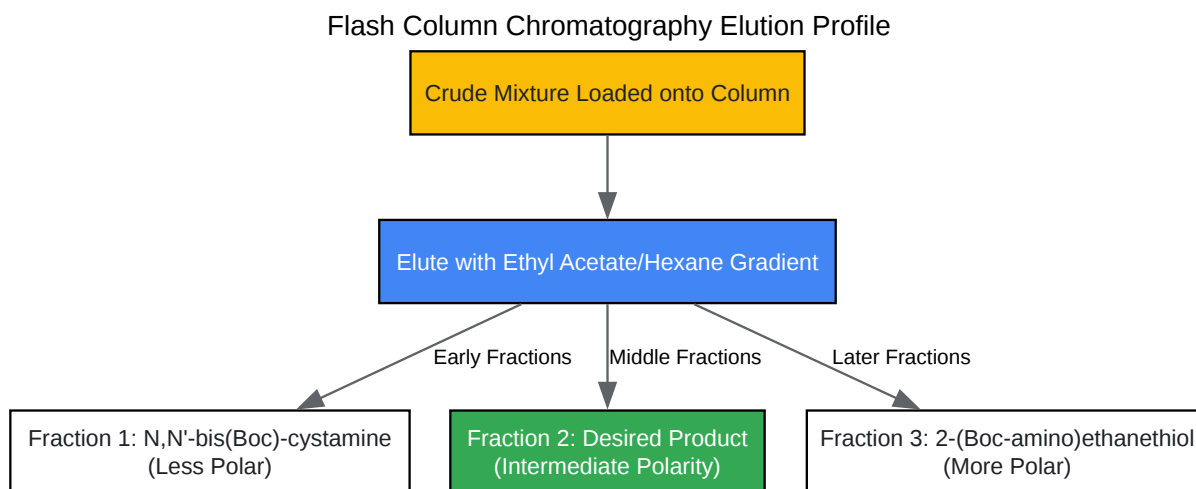 Flash Column Chromatography Elution Profile
Crude Mixture Loaded onto Column
Elute with Ethyl Acetate/Hexane Gradient
Early Fractions
Middle Fractions
Later Fractions
Fraction 1: N,N'-bis(Boc)-cystamine
(Less Polar)
Fraction 2: Desired Product
(Intermediate Polarity)
Fraction 3: 2-(Boc-amino)ethanethiol
(More Polar)